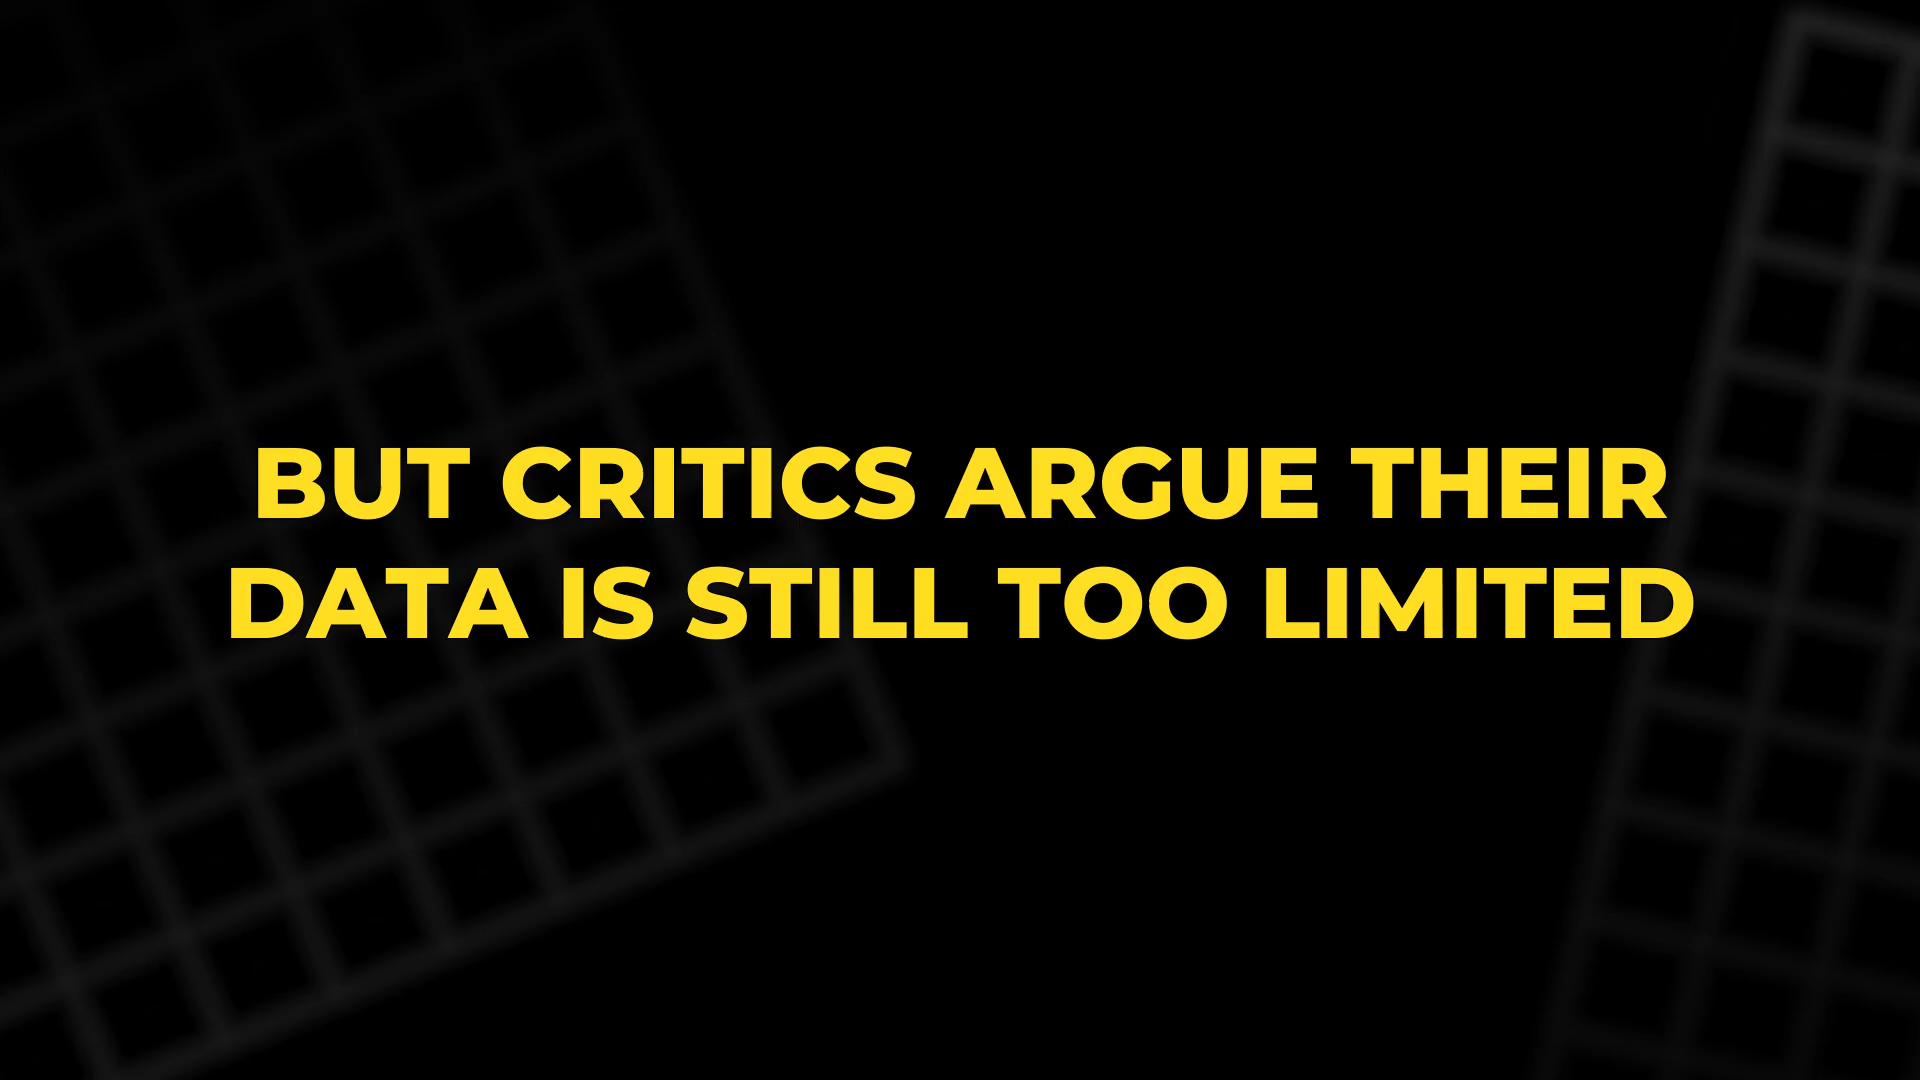 BUT CRITICS ARGUE THEIR
DATA IS STILL TOO LIMITED